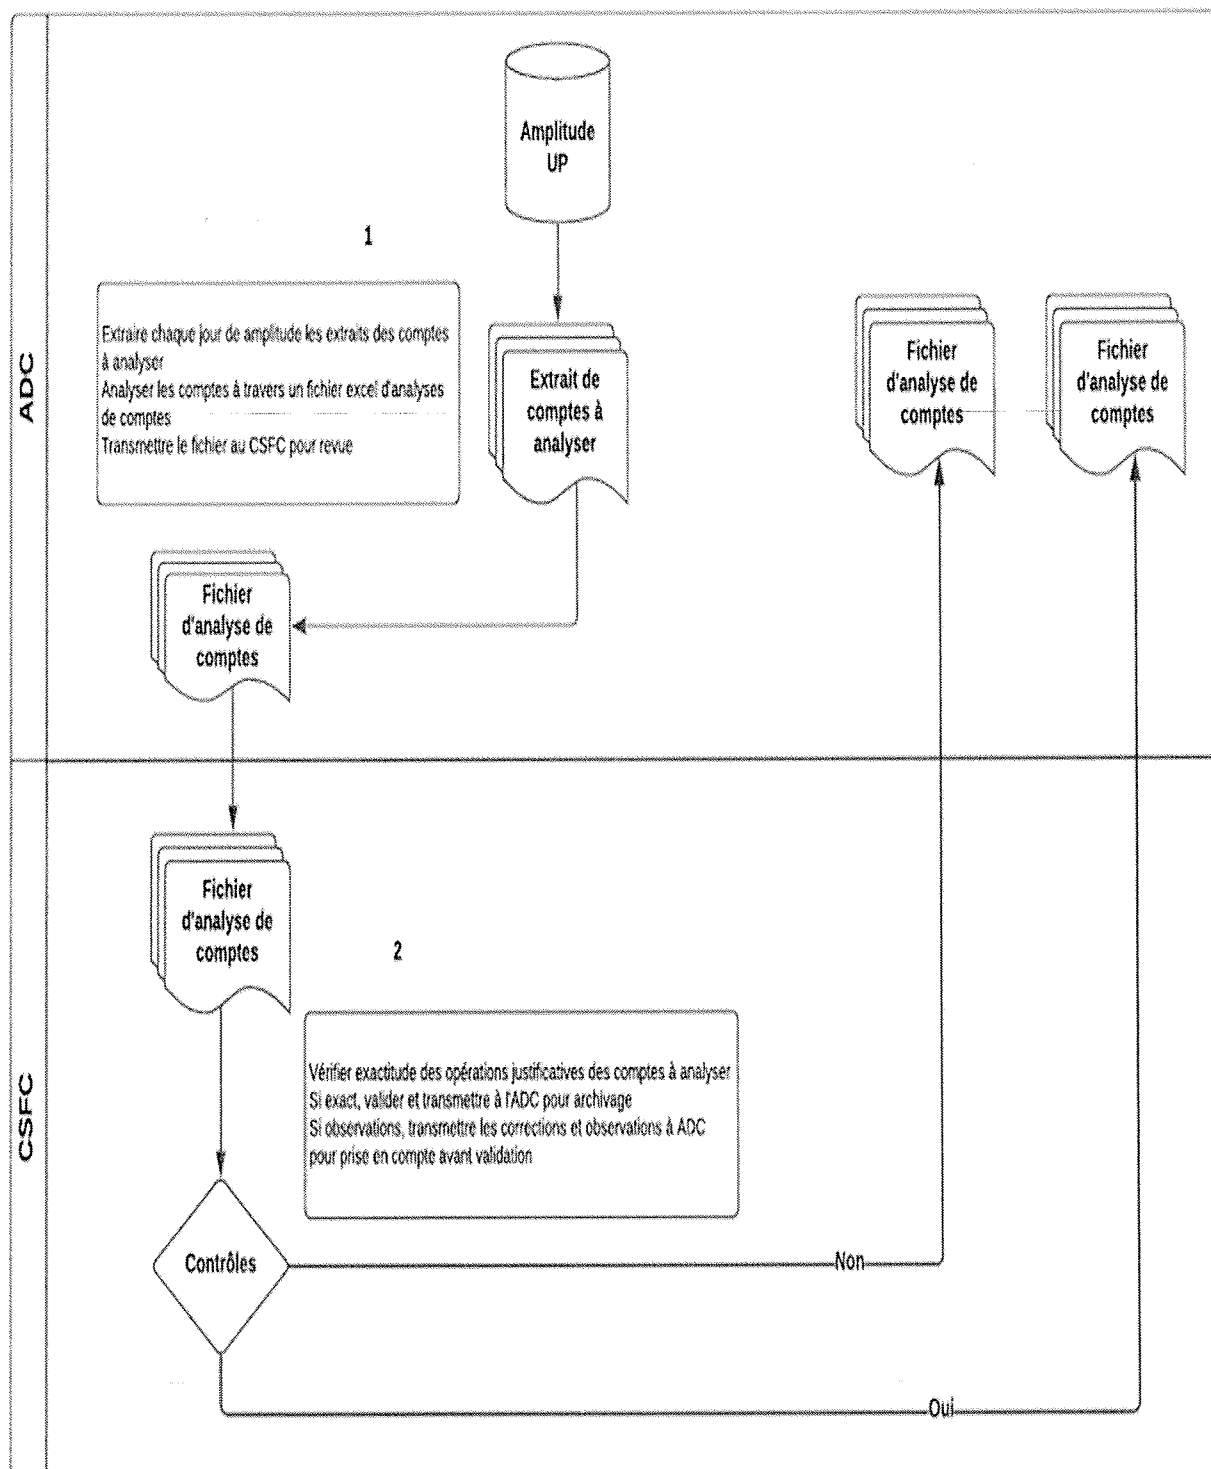 ADC
Amplitude
UP
1
Extraire chaque jour de amplitude les extraits des comptes
à analyser
Analyser les comptes à travers un fichier excel d'analyses
de comptes
Transmettre le fichier au CSFC pour revue
Extrait de
comptes à
analyser
Fichier
d'analyse de
comptes
Fichier
d'analyse de
comptes
Fichier
d'analyse de
comptes
CSFC
Fichier
d'analyse de
comptes
2
Vérifier exactitude des opérations justificatives des comptes à analyser
Si exact, valider et transmettre à l'ADC pour archivage
Si observations, transmettre les corrections et observations à ADC
pour prise en compte avant validation
Contrôles
Non
Oui